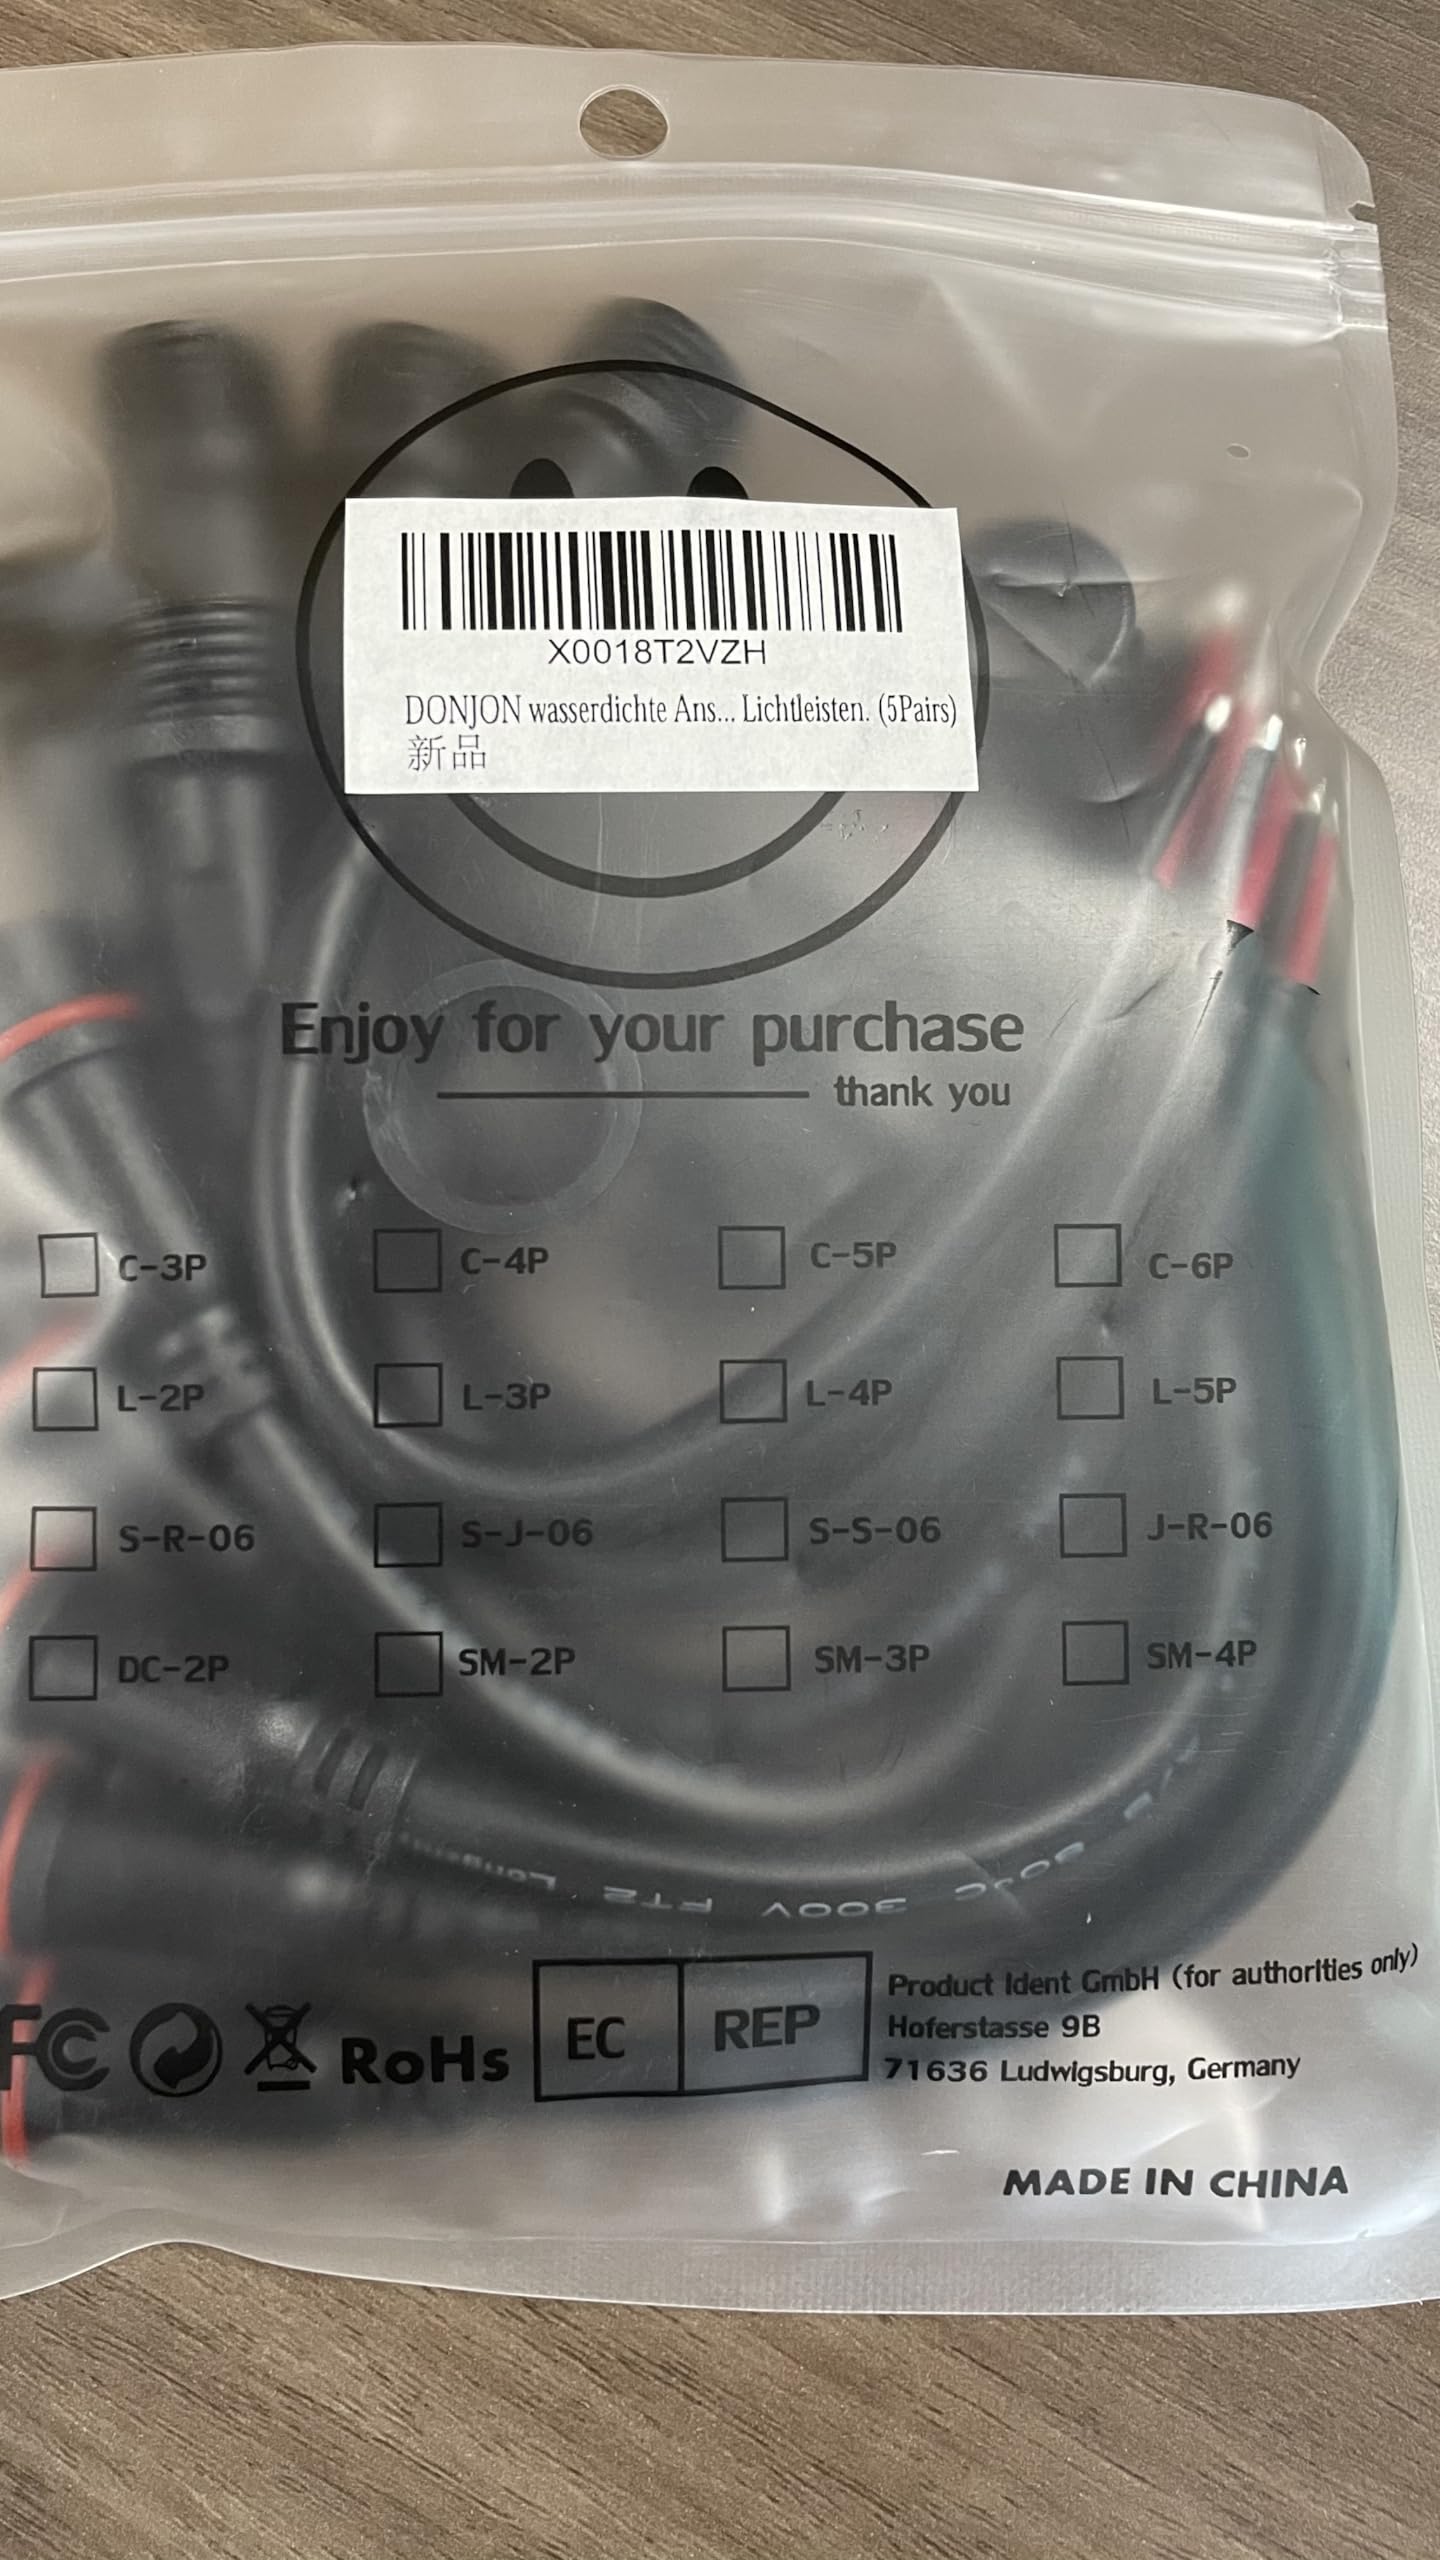 X0018T2VZH
DONJON wasserdichte Ans... Lichtleisten. (5Pairs)
新品
Enjoy for your purchase
thank you
C-3P C-4P C-5P C-6P
L-2P L-3P L-4P L-5P
S-R-06 S-J-06 S-S-06 J-R-06
DC-2P SM-2P SM-3P SM-4P
300V FT2
FC RoHs EC REP
Product Ident GmbH (for authorities only)
Hoferstasse 9B
71636 Ludwigsburg, Germany
MADE IN CHINA